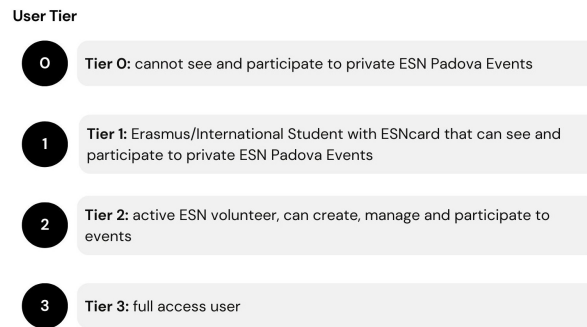 User Tier
0
Tier 0: cannot see and participate to private ESN Padova Events
1
Tier 1: Erasmus/International Student with ESNcard that can see and
participate to private ESN Padova Events
2
Tier 2: active ESN volunteer, can create, manage and participate to
events
3
Tier 3: full access user